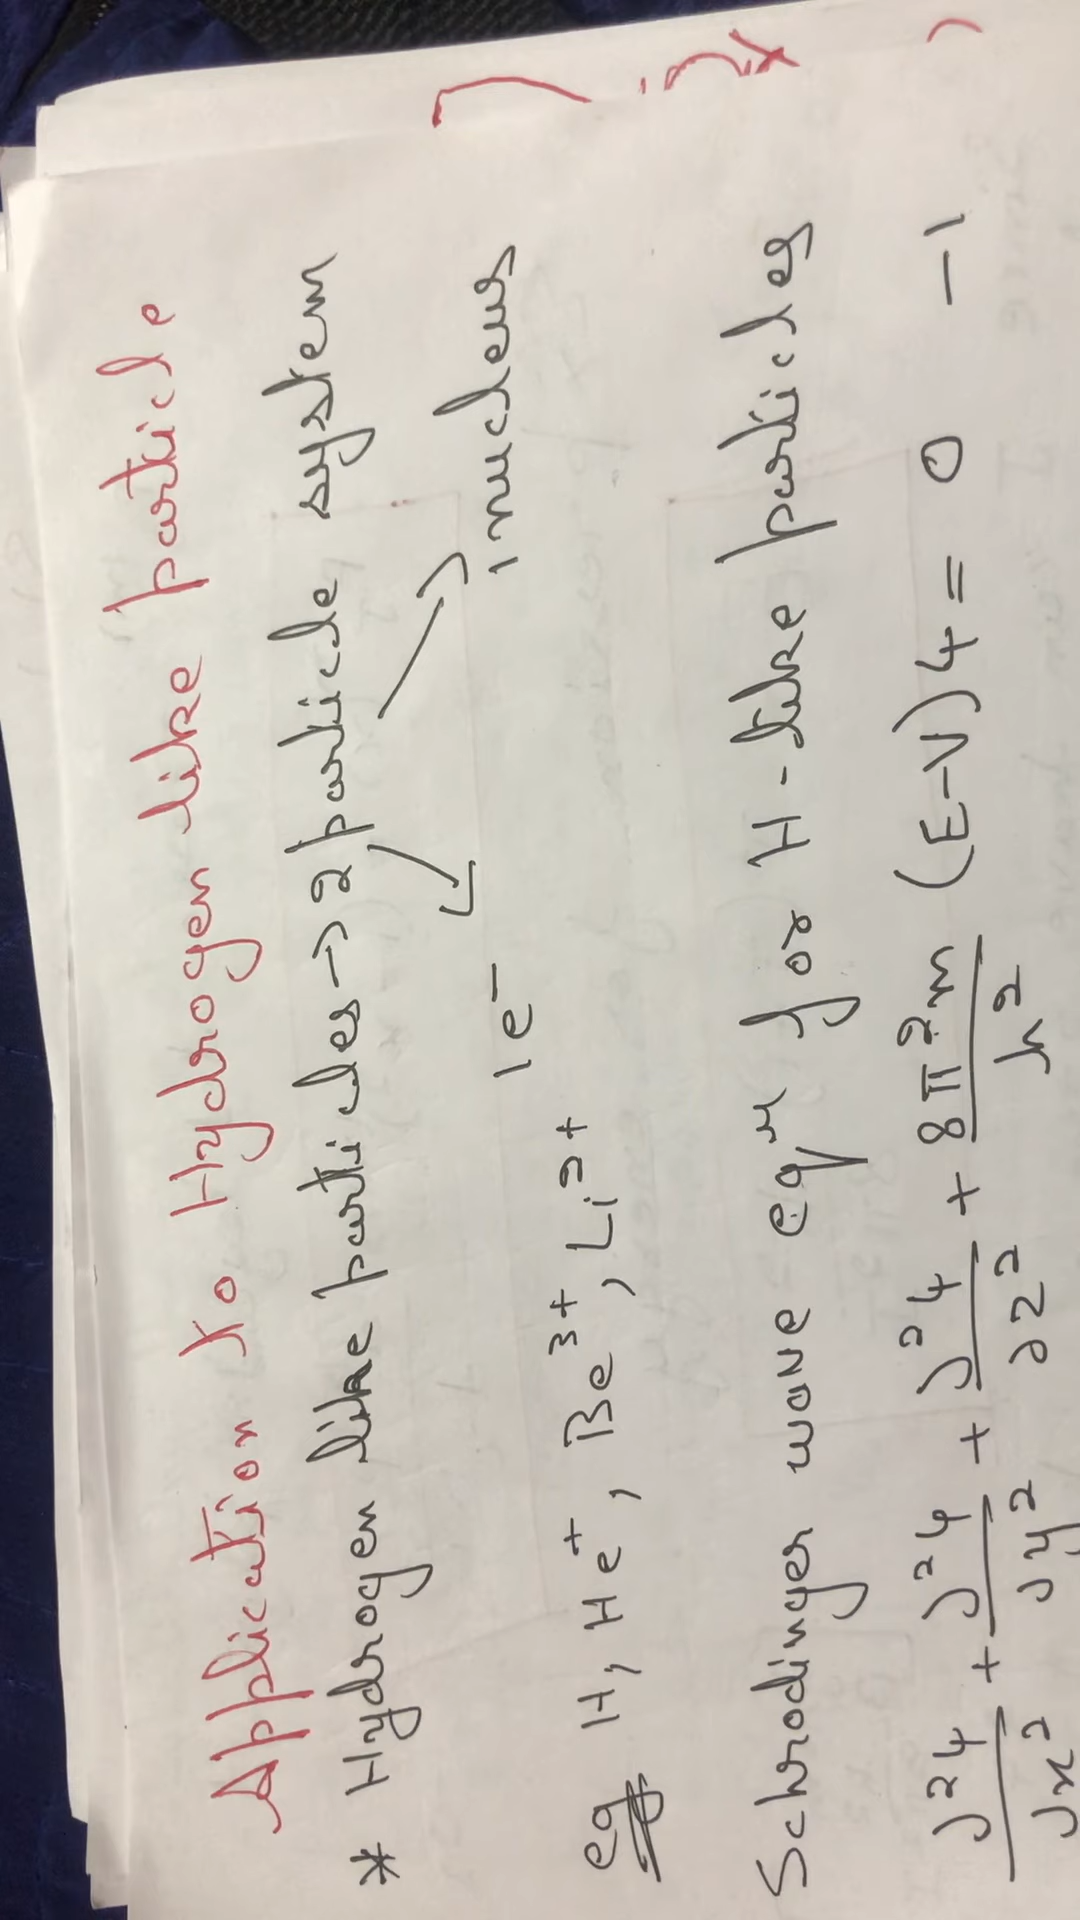 Application to Hydrogen like particle
* Hydrogen like particles → 2 particle system
1e⁻ 1 nucleus
eg H, He⁺, Be³⁺, Li²⁺
Schrodinger wave eqⁿ for H-like particles
∂²ψ/∂x² + ∂²ψ/∂y² + ∂²ψ/∂z² + 8π²m/h² (E-V)ψ = 0 —1